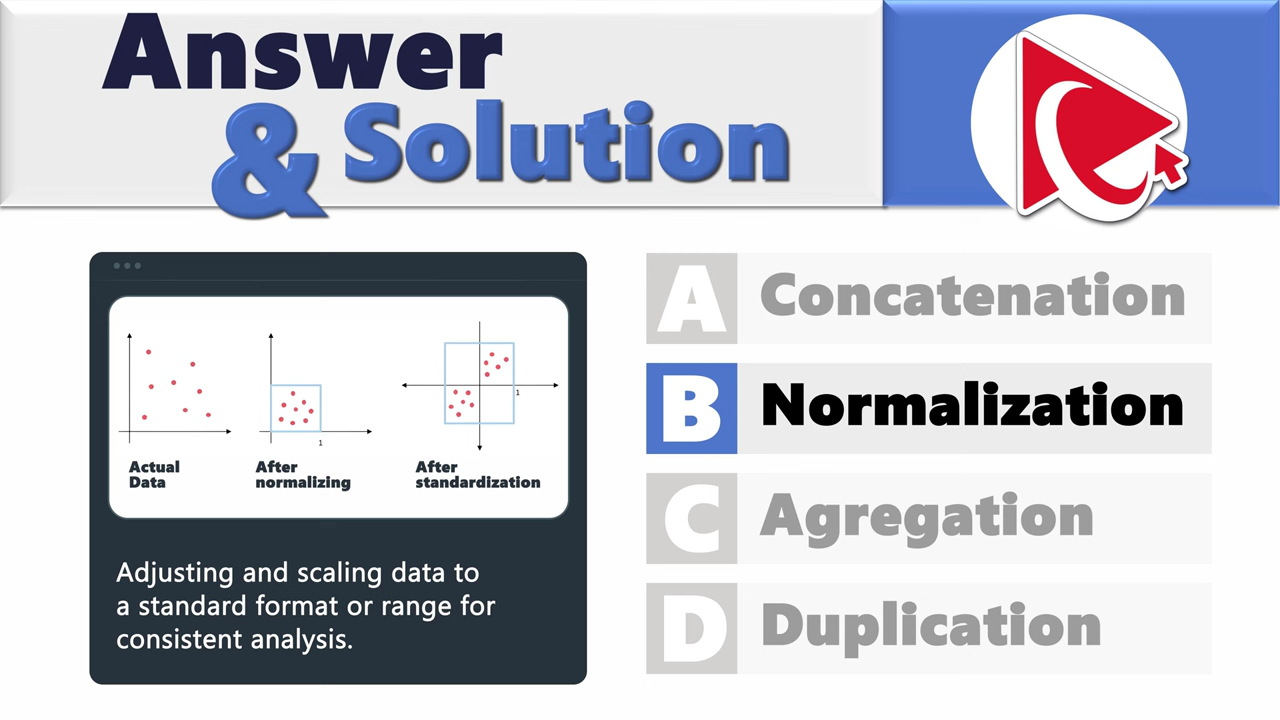 Answer
& Solution
Actual
Data
1
After
normalizing
1
After
standardization
Adjusting and scaling data to
a standard format or range for
consistent analysis.
A Concatenation
B Normalization
C Agregation
D Duplication